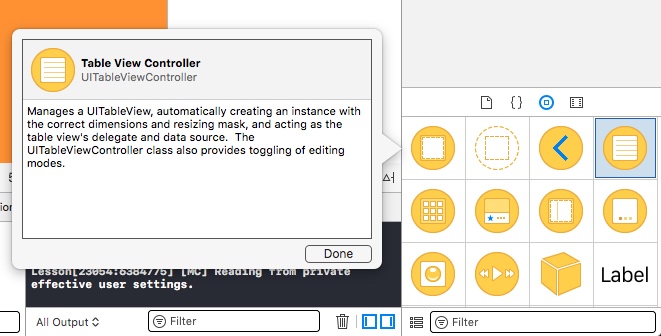 Table View Controller
UITableViewController
Manages a UITableView, automatically creating an instance with
the correct dimensions and resizing mask, and acting as the
table view's delegate and data source.  The
UITableViewController class also provides toggling of editing
modes.
Done
Lesson[23054:6384775] [MC] Reading from private
effective user settings.
Label
All Output
Filter
Filter